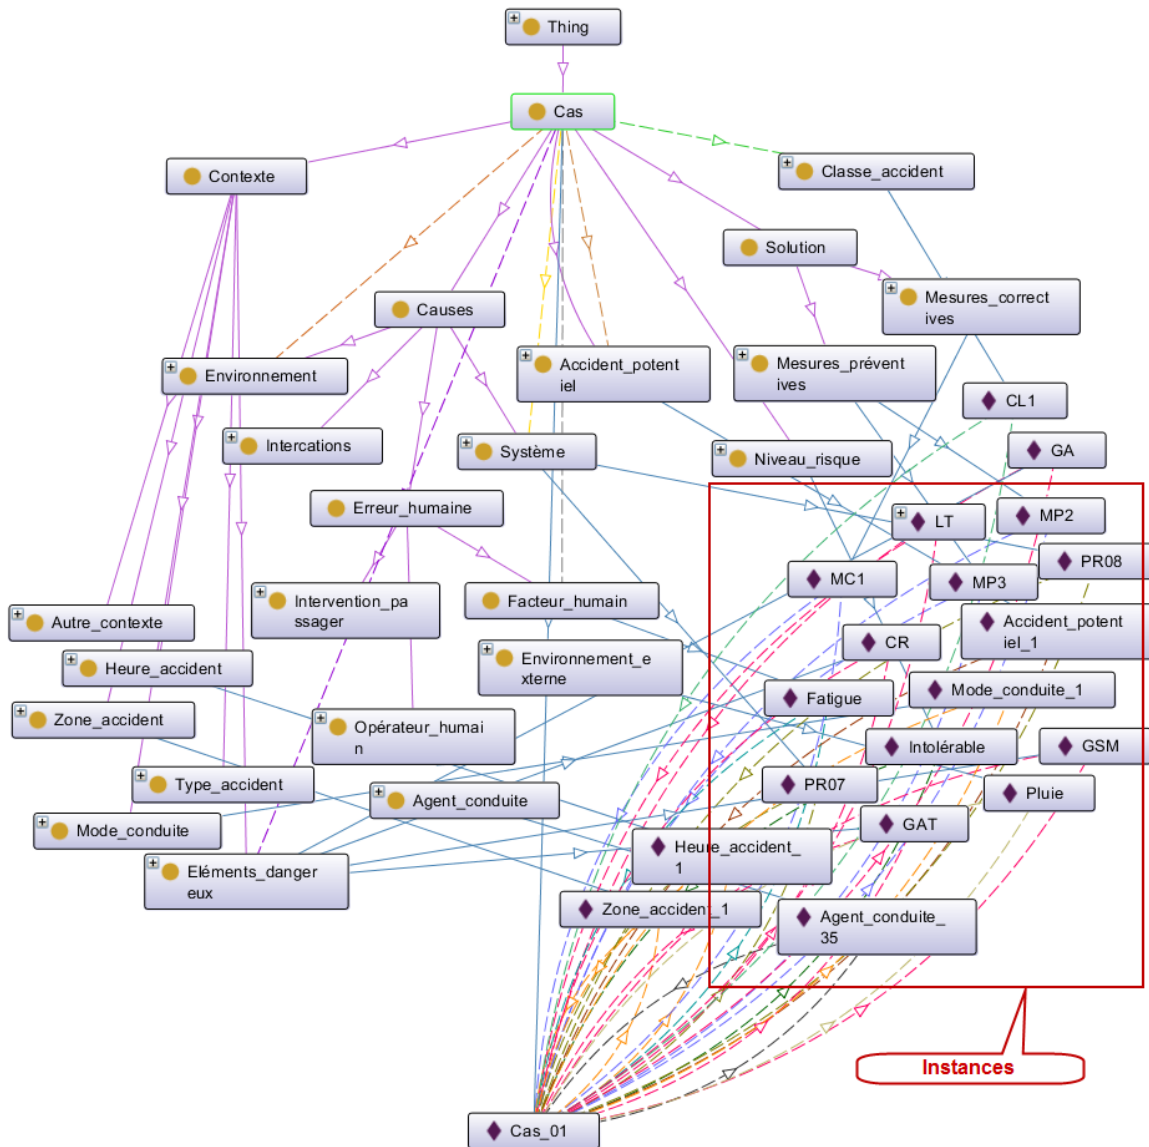 Thing
Cas
Contexte
Classe_accident
Solution
Causes
Mesures_correct
ives
Environnement
Accident_potent
iel
Mesures_prévent
ives
CL1
Intercations
Système
Niveau_risque
GA
Erreur_humaine
LT
MP2
PR08
MC1
MP3
Intervention_pa
ssager
Facteur_humain
Autre_contexte
Accident_potent
iel_1
CR
Heure_accident
Environnement_e
xterne
Fatigue
Mode_conduite_1
Zone_accident
Opérateur_humai
n
Intolérable
GSM
Type_accident
Agent_conduite
PR07
Pluie
Mode_conduite
GAT
Heure_accident_
1
Eléments_danger
eux
Zone_accident_1
Agent_conduite_
35
Instances
Cas_01